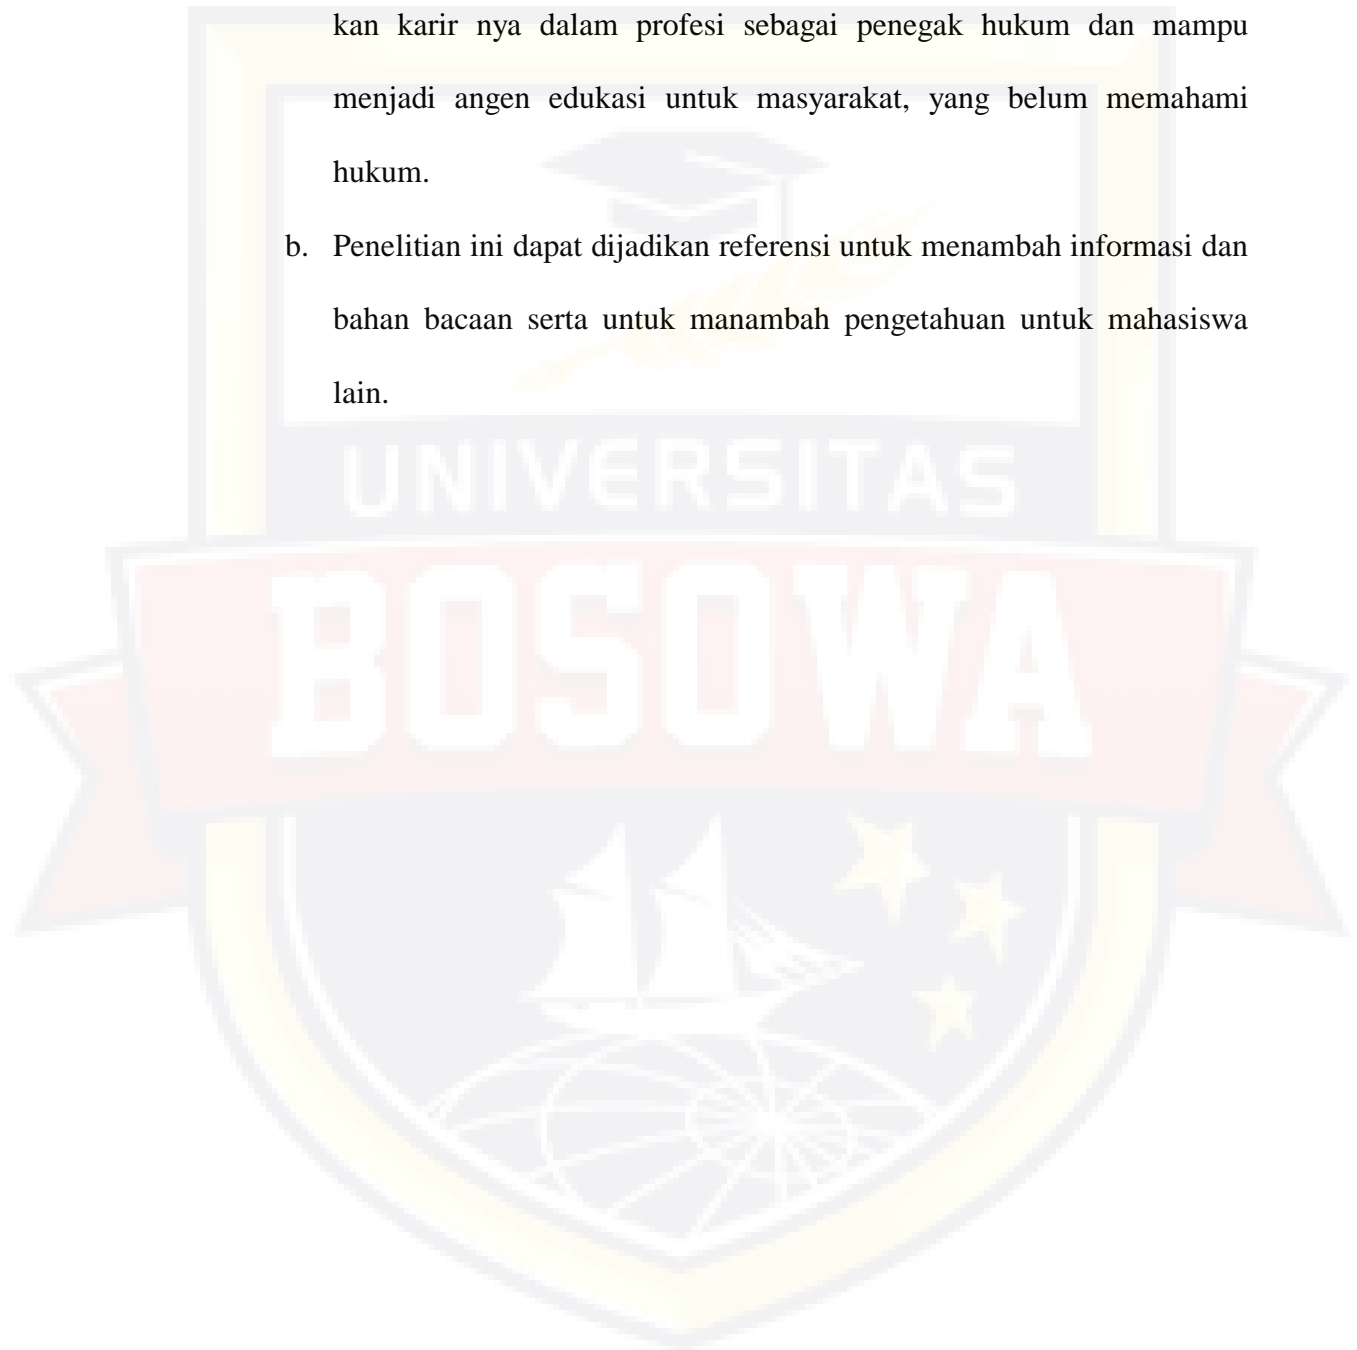 kan karir nya dalam profesi sebagai penegak hukum dan mampu
menjadi angen edukasi untuk masyarakat, yang belum memahami
hukum.
b. Penelitian ini dapat dijadikan referensi untuk menambah informasi dan
bahan bacaan serta untuk manambah pengetahuan untuk mahasiswa
lain.
UNIVERSITAS
BOSOWA